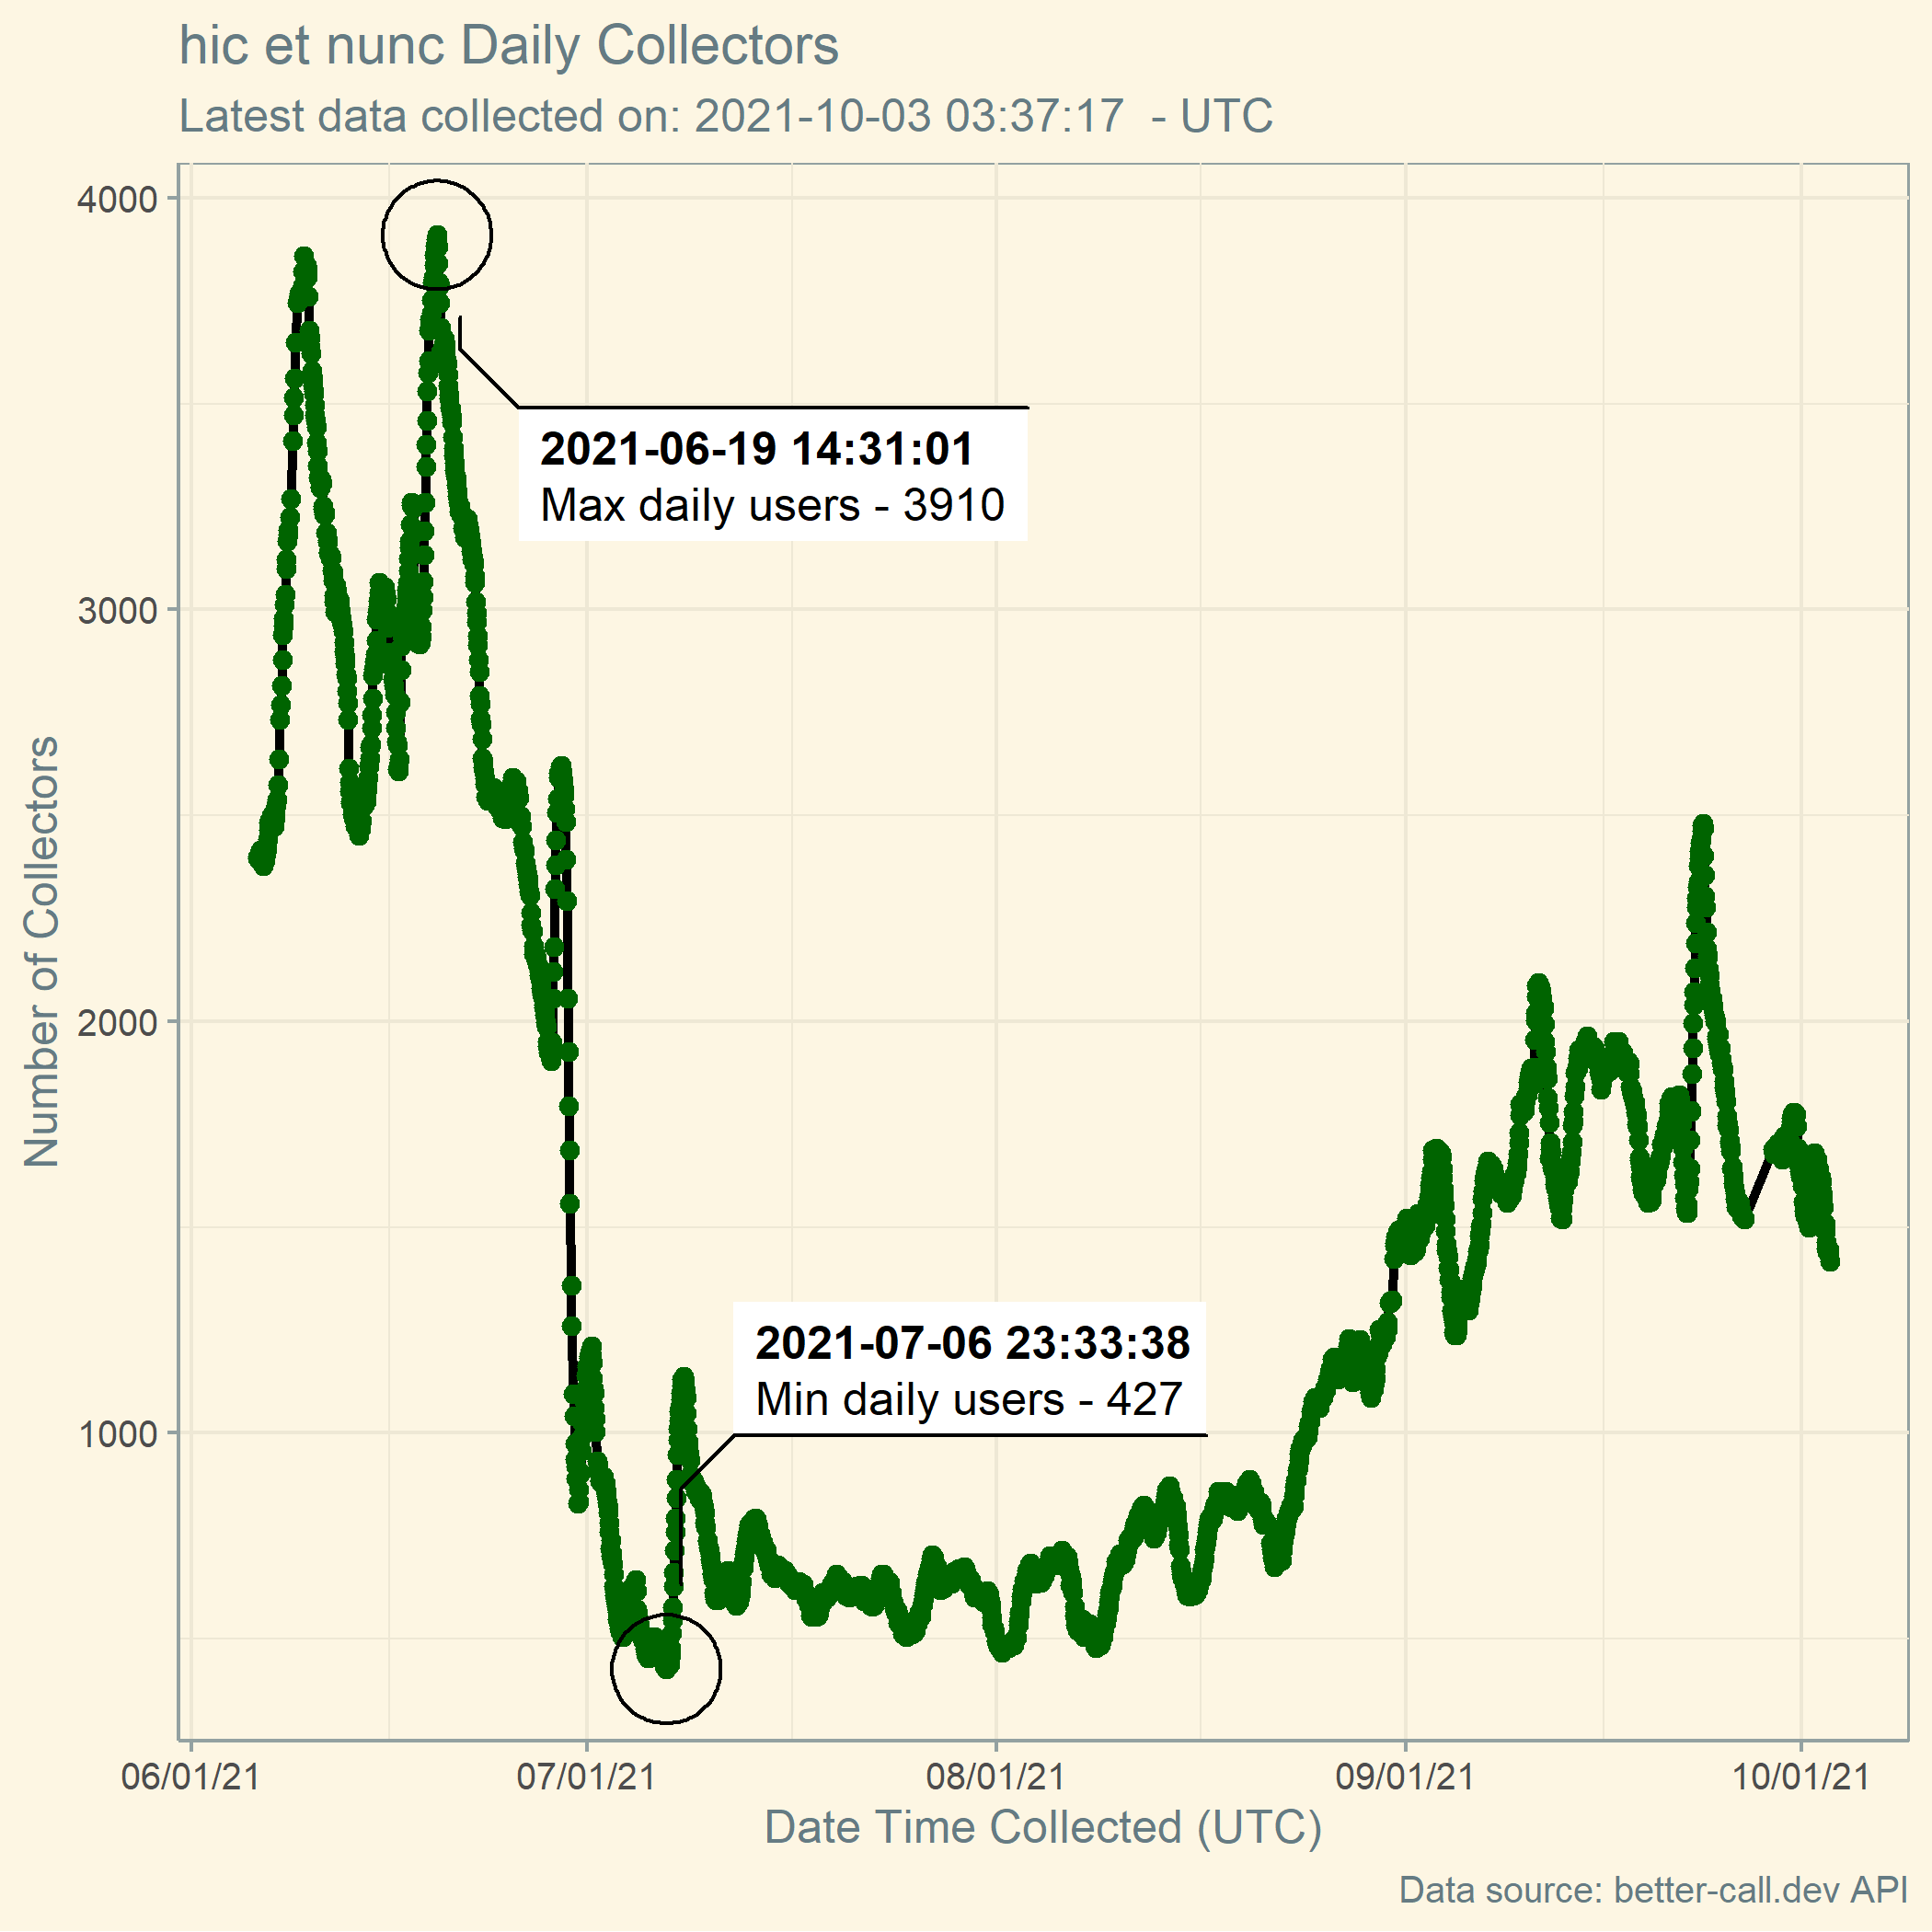 hic et nunc Daily Collectors
Latest data collected on: 2021-10-03 03:37:17  - UTC
4000
3000
2000
1000
Number of Collectors
2021-06-19 14:31:01
Max daily users - 3910
2021-07-06 23:33:38
Min daily users - 427
06/01/21
07/01/21
08/01/21
09/01/21
10/01/21
Date Time Collected (UTC)
Data source: better-call.dev API